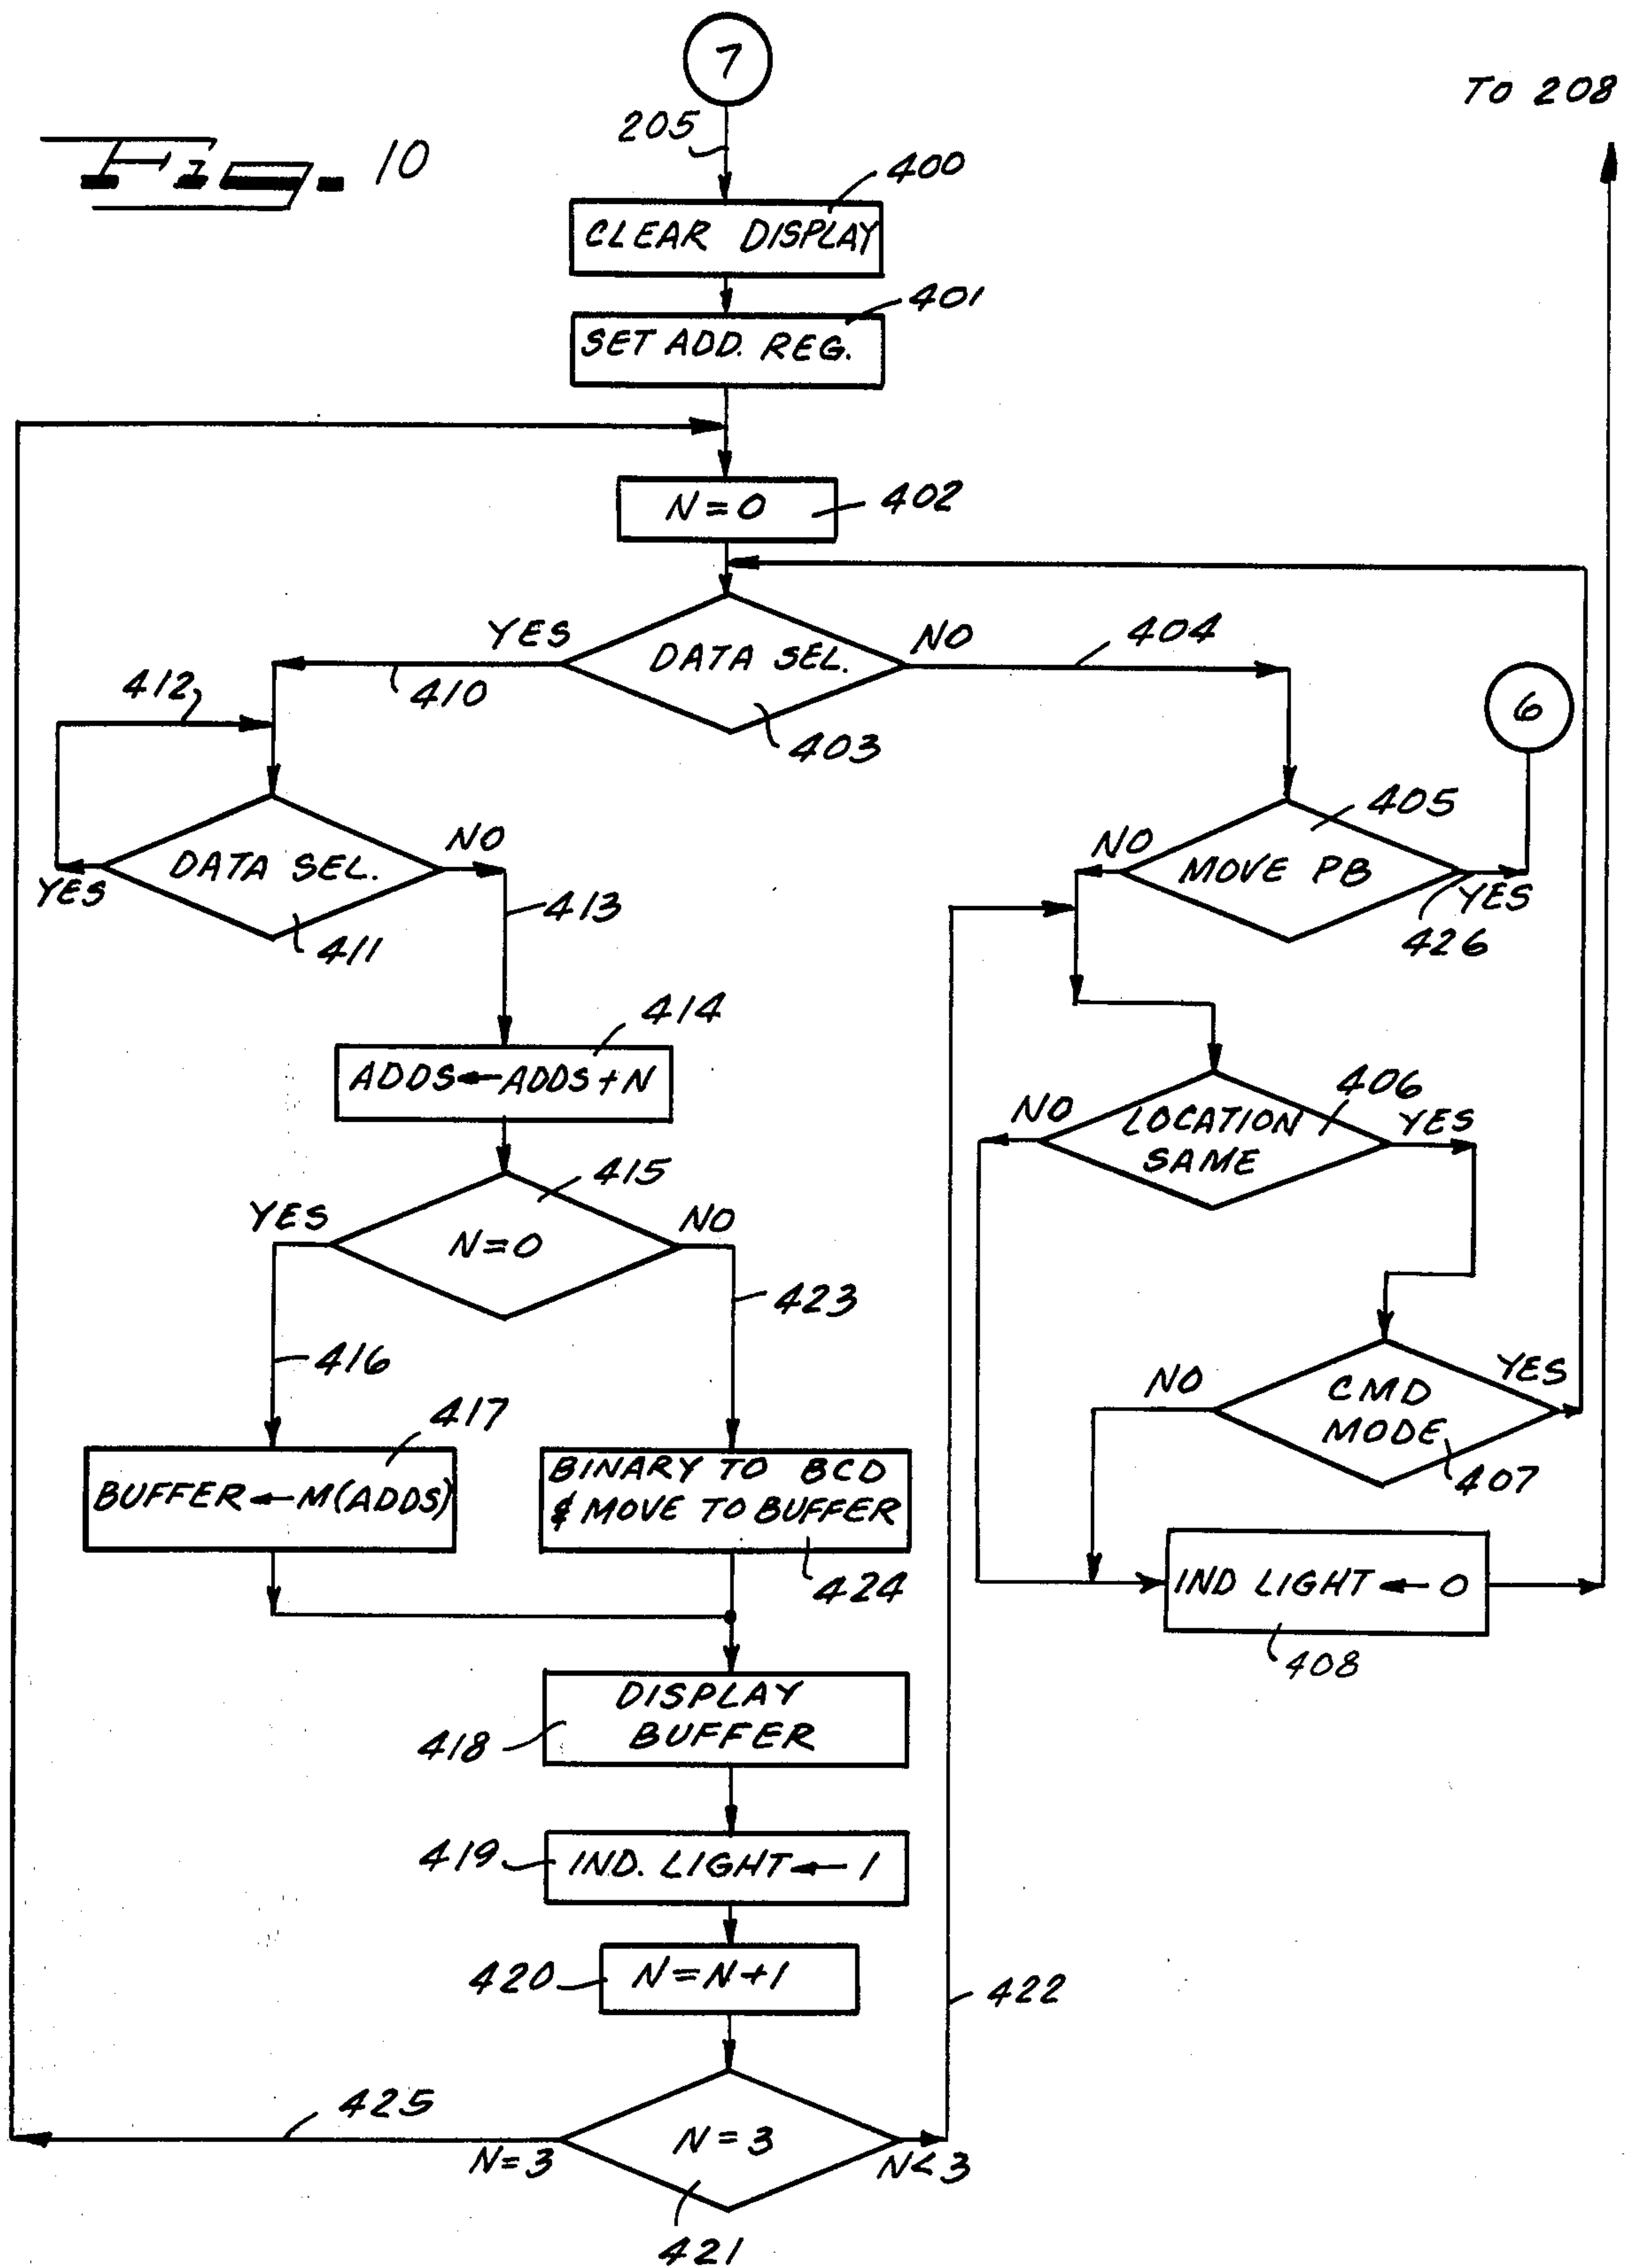 7
TO 208
205
Fig. 10
400
CLEAR DISPLAY
401
SET ADD. REG.
N=0
402
YES
NO
404
DATA SEL.
412
410
403
6
405
NO
DATA SEL.
NO
MOVE PB
YES
YES
413
426
411
414
ADDS←ADDS+N
406
NO
LOCATION
SAME
YES
415
YES
NO
N=0
423
416
NO
YES
CMD
MODE
417
407
BUFFER←M(ADDS)
BINARY TO BCD
& MOVE TO BUFFER
424
IND LIGHT←0
408
DISPLAY
BUFFER
418
419
IND. LIGHT←1
420
N=N+1
422
425
N=3
N=3
N<3
421